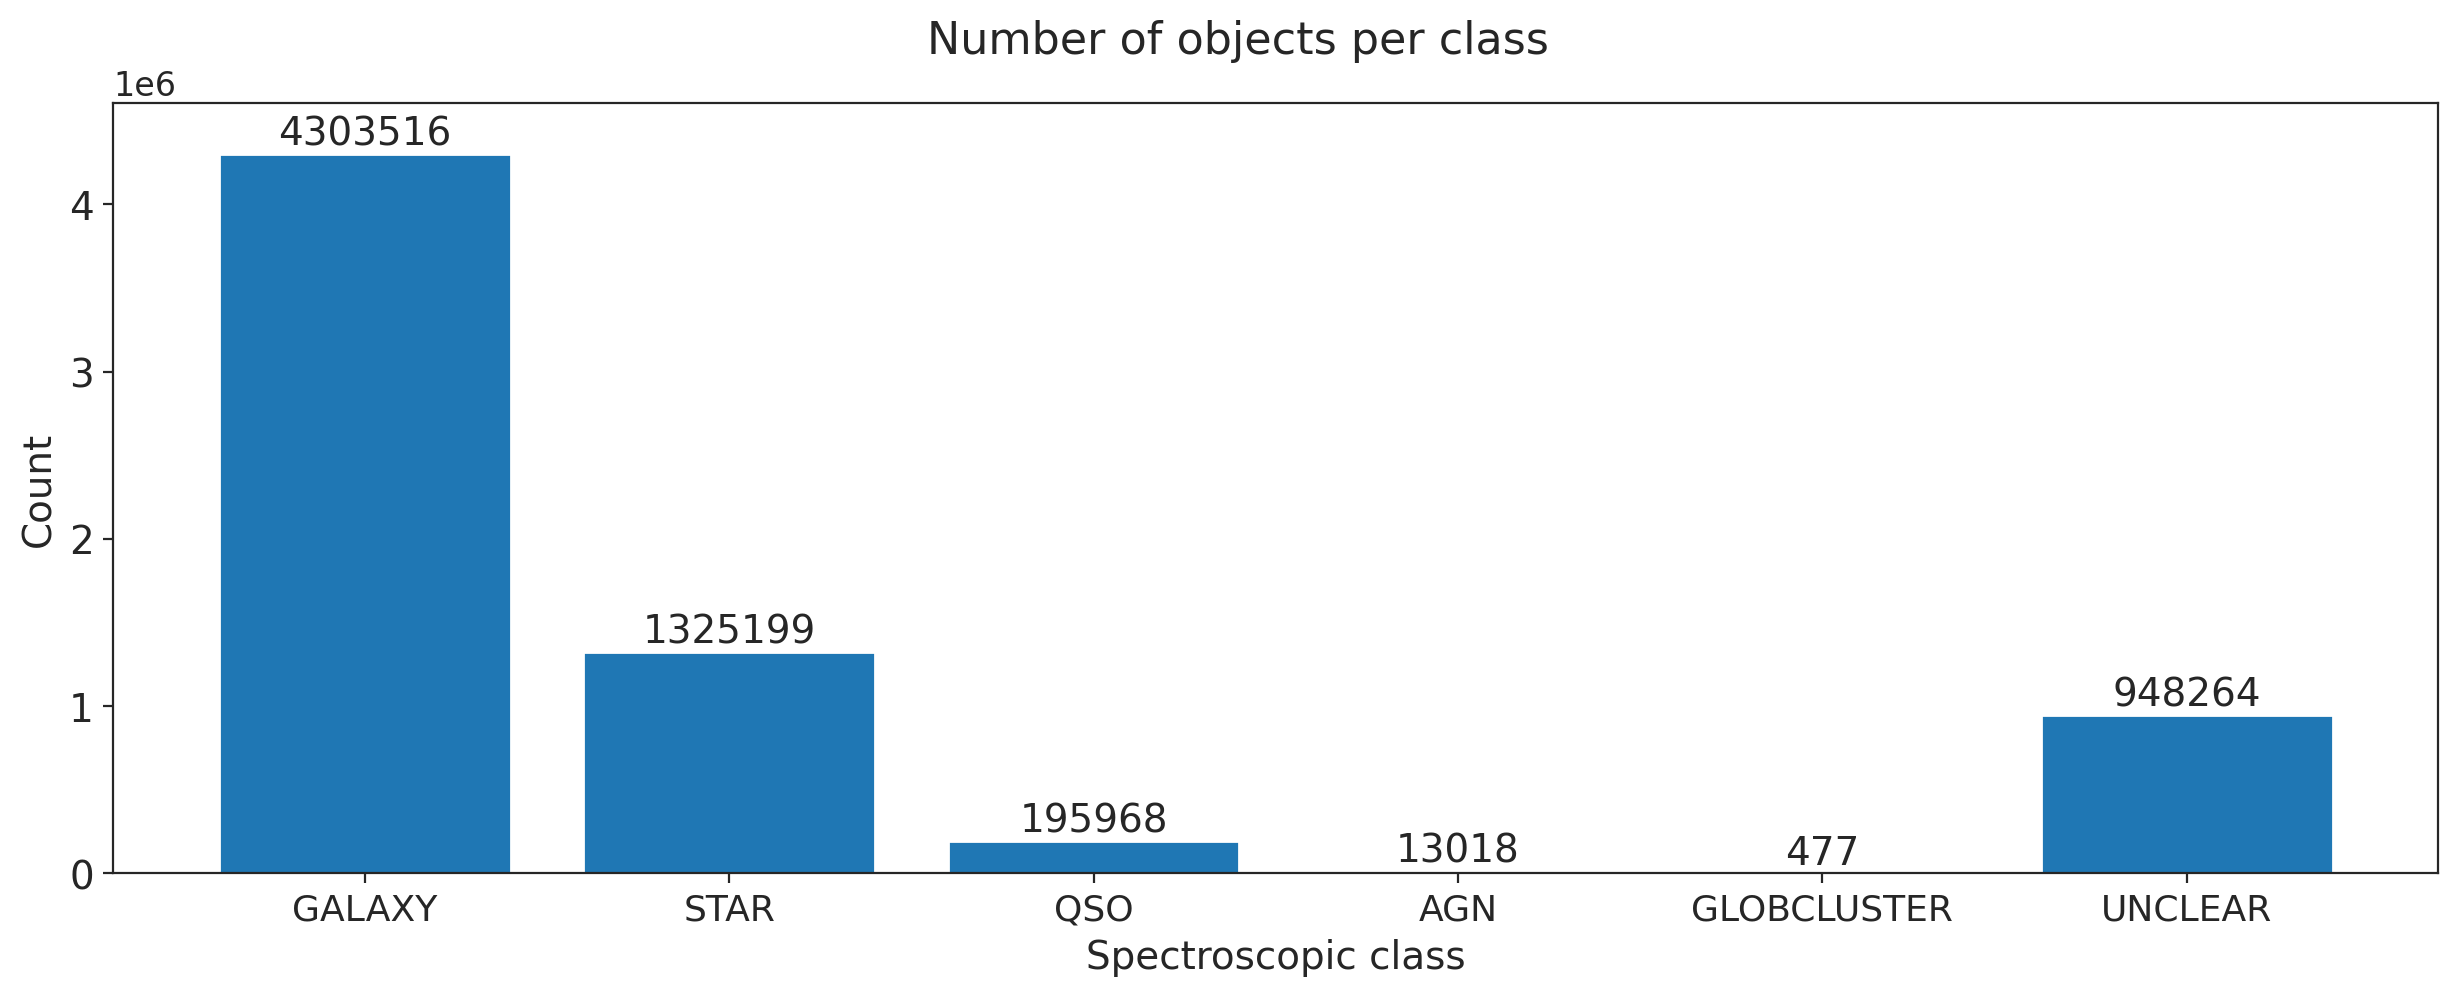 Number of objects per class
1e6
4303516
4
3
2
1325199
1
948264
195968
13018
477
0
Count
GALAXY STAR QSO AGN GLOBCLUSTER UNCLEAR
Spectroscopic class